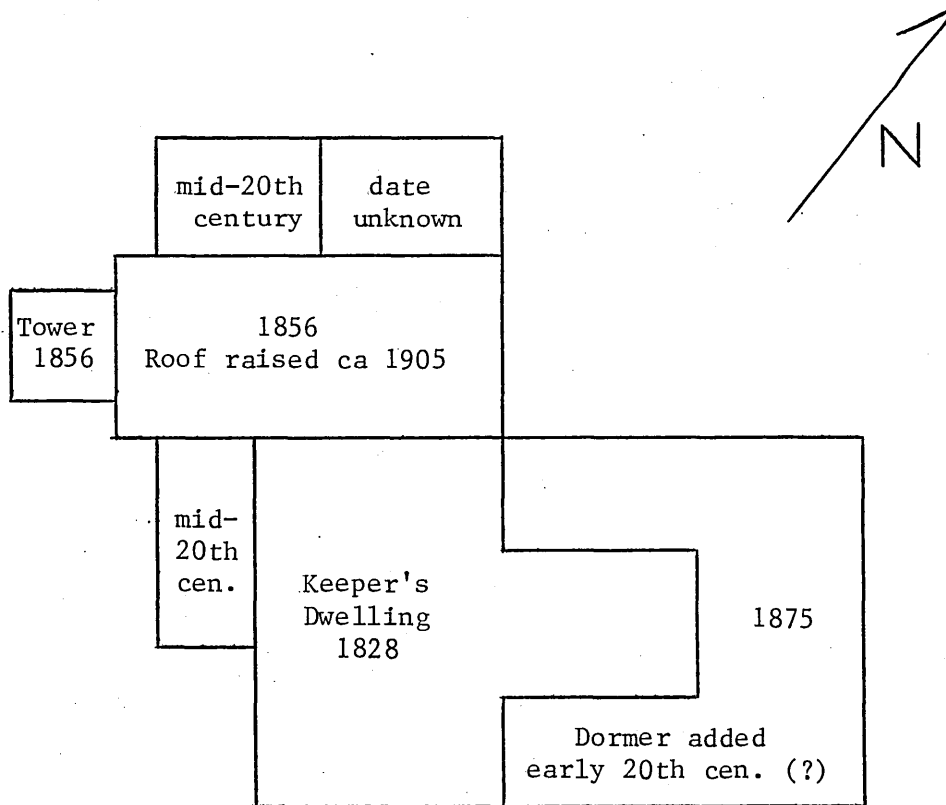 N
mid-20th
century
date
unknown
Tower
1856
1856
Roof raised ca 1905
mid-
20th
cen.
Keeper's
Dwelling
1828
1875
Dormer added
early 20th cen. (?)